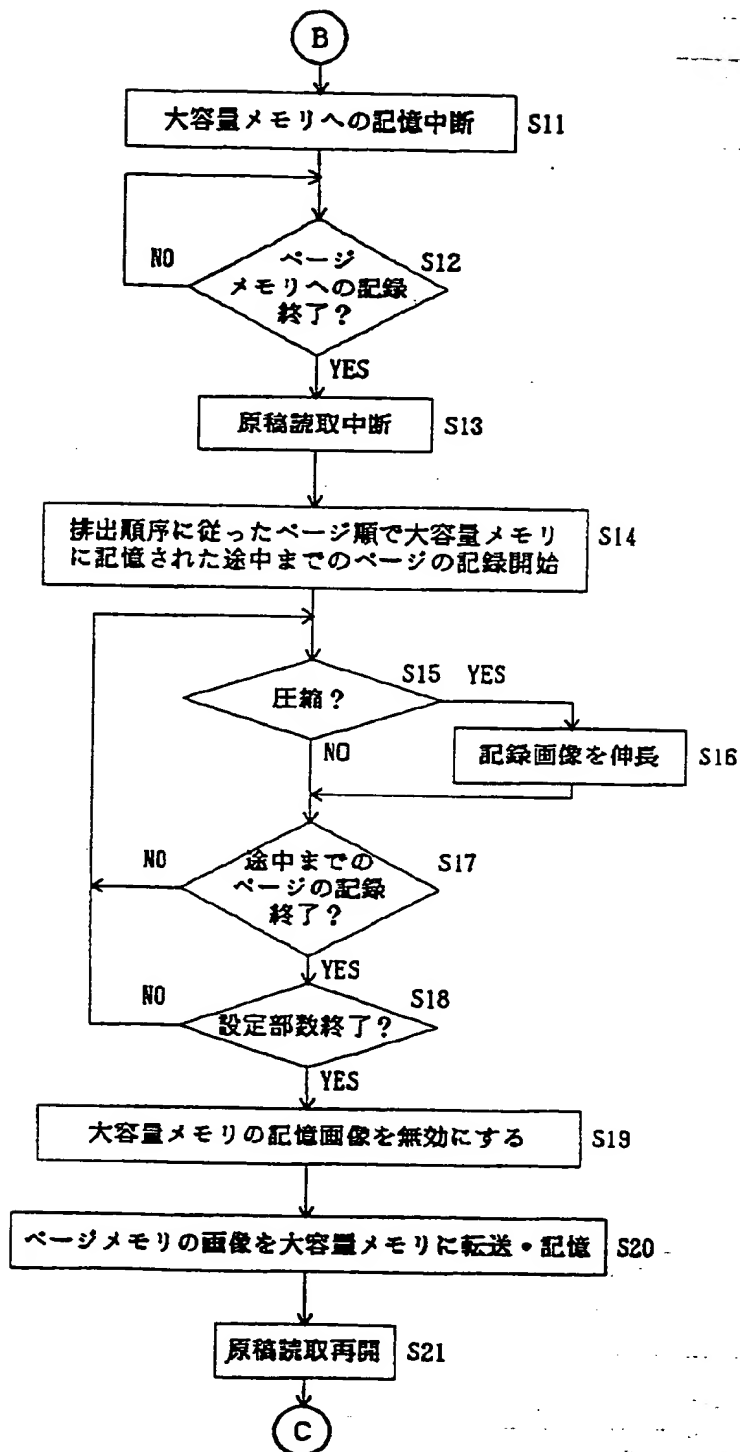 B
大容量メモリへの記憶中断 S11
NO
ページ
メモリへの記録
終了?
S12
YES
原稿読取中断 S13
排出順序に従ったページ順で大容量メモリ
に記憶された途中までのページの記録開始
S14
圧縮?
S15 YES
NO
記録画像を伸長 S16
NO
途中までの
ページの記録
終了?
S17
YES
NO
設定部数終了?
S18
YES
大容量メモリの記憶画像を無効にする S19
ページメモリの画像を大容量メモリに転送・記憶 S20
原稿読取再開 S21
C